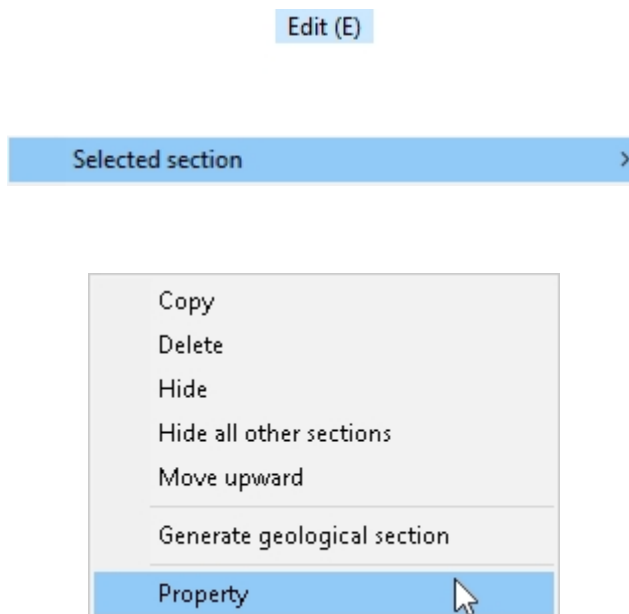 Edit (E)
Selected section
Copy
Delete
Hide
Hide all other sections
Move upward
Generate geological section
Property